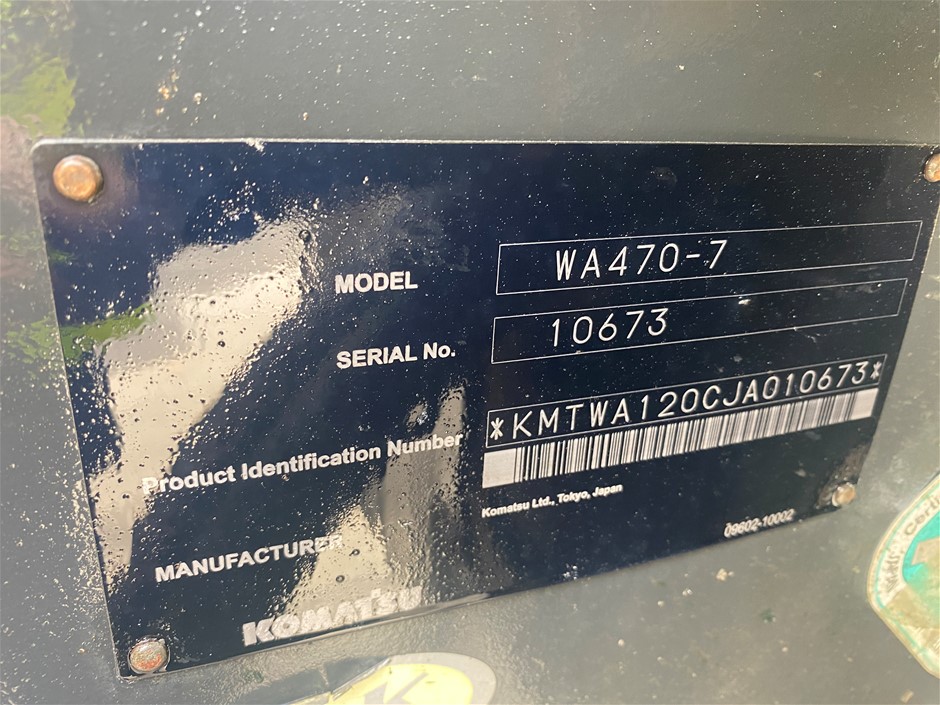 MODEL WA470-7
SERIAL No. 10673
Product Identification Number *KMTWA120CJA010673*
Komatsu Ltd., Tokyo, Japan
MANUFACTURER
09602-10002
KOMATSU